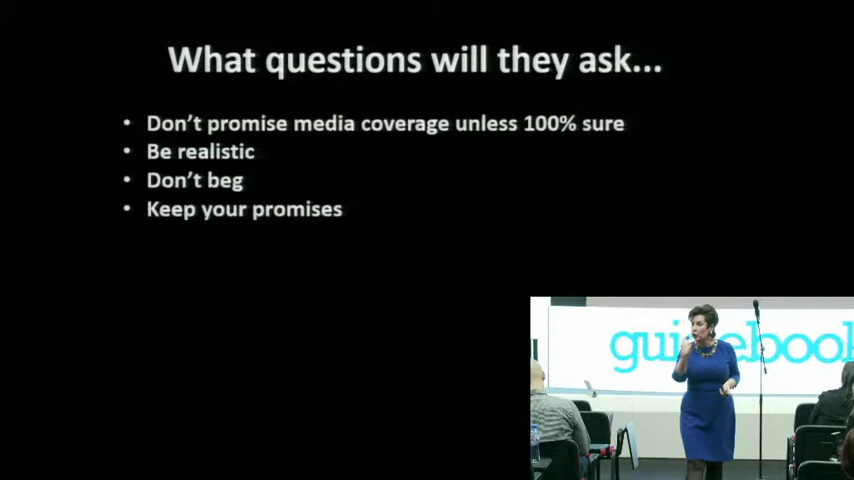 What questions will they ask...
• Don't promise media coverage unless 100% sure
• Be realistic
• Don't beg
• Keep your promises
guidebook